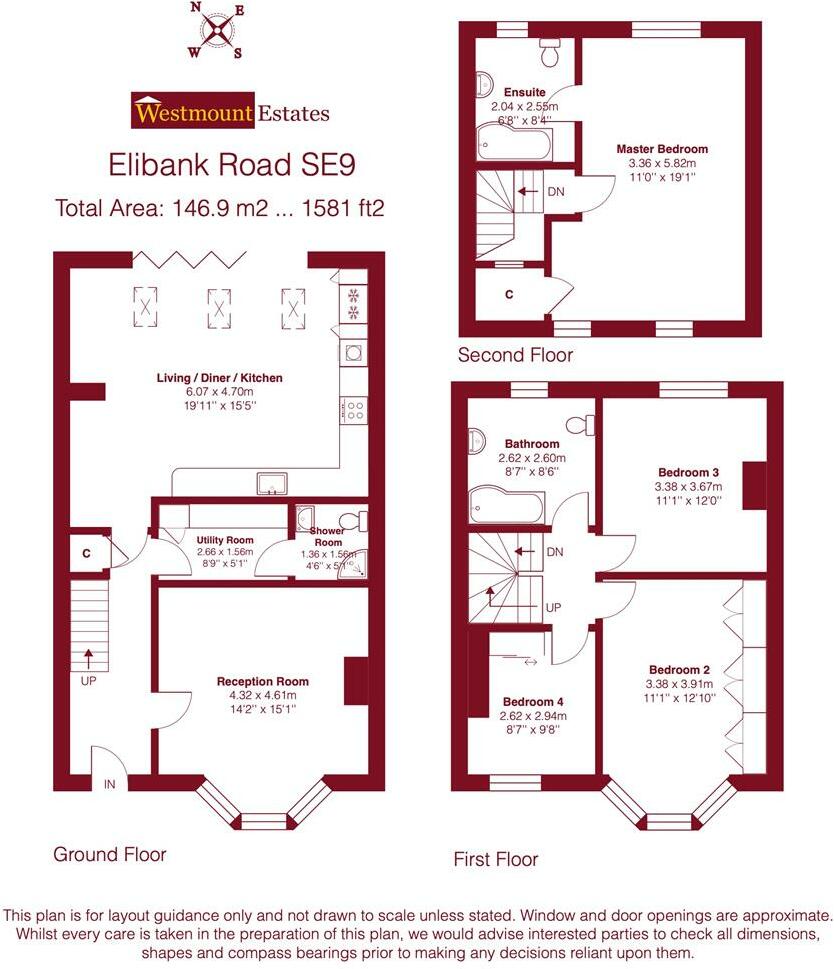 N
E
W
S
Westmount Estates
Elibank Road SE9
Total Area: 146.9 m2 ... 1581 ft2
Ensuite
2.04 x 2.55m
6'8" x 8'4"
Master Bedroom
3.36 x 5.82m
11'0" x 19'1"
DN
C
Second Floor
Living / Diner / Kitchen
6.07 x 4.70m
19'11" x 15'5"
Utility Room
2.66 x 1.56m
8'9" x 5'1"
Shower
Room
1.36 x 1.56m
4'6" x 5'1"
C
UP
Reception Room
4.32 x 4.61m
14'2" x 15'1"
IN
Ground Floor
Bathroom
2.62 x 2.60m
8'7" x 8'6"
Bedroom 3
3.38 x 3.67m
11'1" x 12'0"
DN
UP
Bedroom 2
3.38 x 3.91m
11'1" x 12'10"
Bedroom 4
2.62 x 2.94m
8'7" x 9'8"
First Floor
This plan is for layout guidance only and not drawn to scale unless stated. Window and door openings are approximate.
Whilst every care is taken in the preparation of this plan, we would advise interested parties to check all dimensions,
shapes and compass bearings prior to making any decisions reliant upon them.